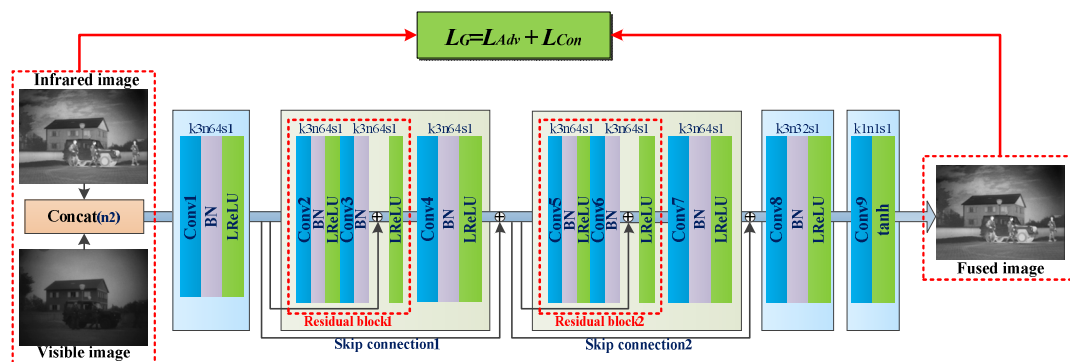 LG=LAdv + LCon
Infrared image
Concat(n2)
Visible image
k3n64s1
Conv1
BN
LReLU
k3n64s1 k3n64s1
Conv2
BN
LReLU
Conv3
BN
LReLU
Residual block1
k3n64s1
Conv4
BN
LReLU
Skip connection1
k3n64s1 k3n64s1
Conv5
BN
LReLU
Conv6
BN
LReLU
Residual block2
k3n64s1
Conv7
BN
LReLU
Skip connection2
k3n32s1
Conv8
BN
LReLU
k1n1s1
Conv9
tanh
Fused image